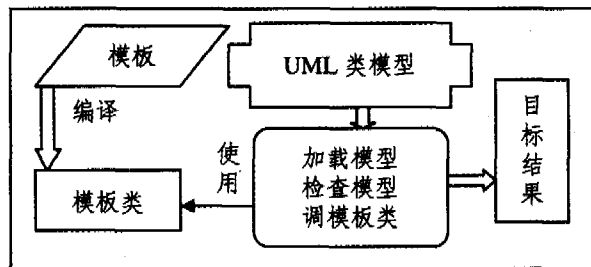 模板
UML 类模型
编译
使用
加载模型
检查模型
调模板类
模板类
目标结果